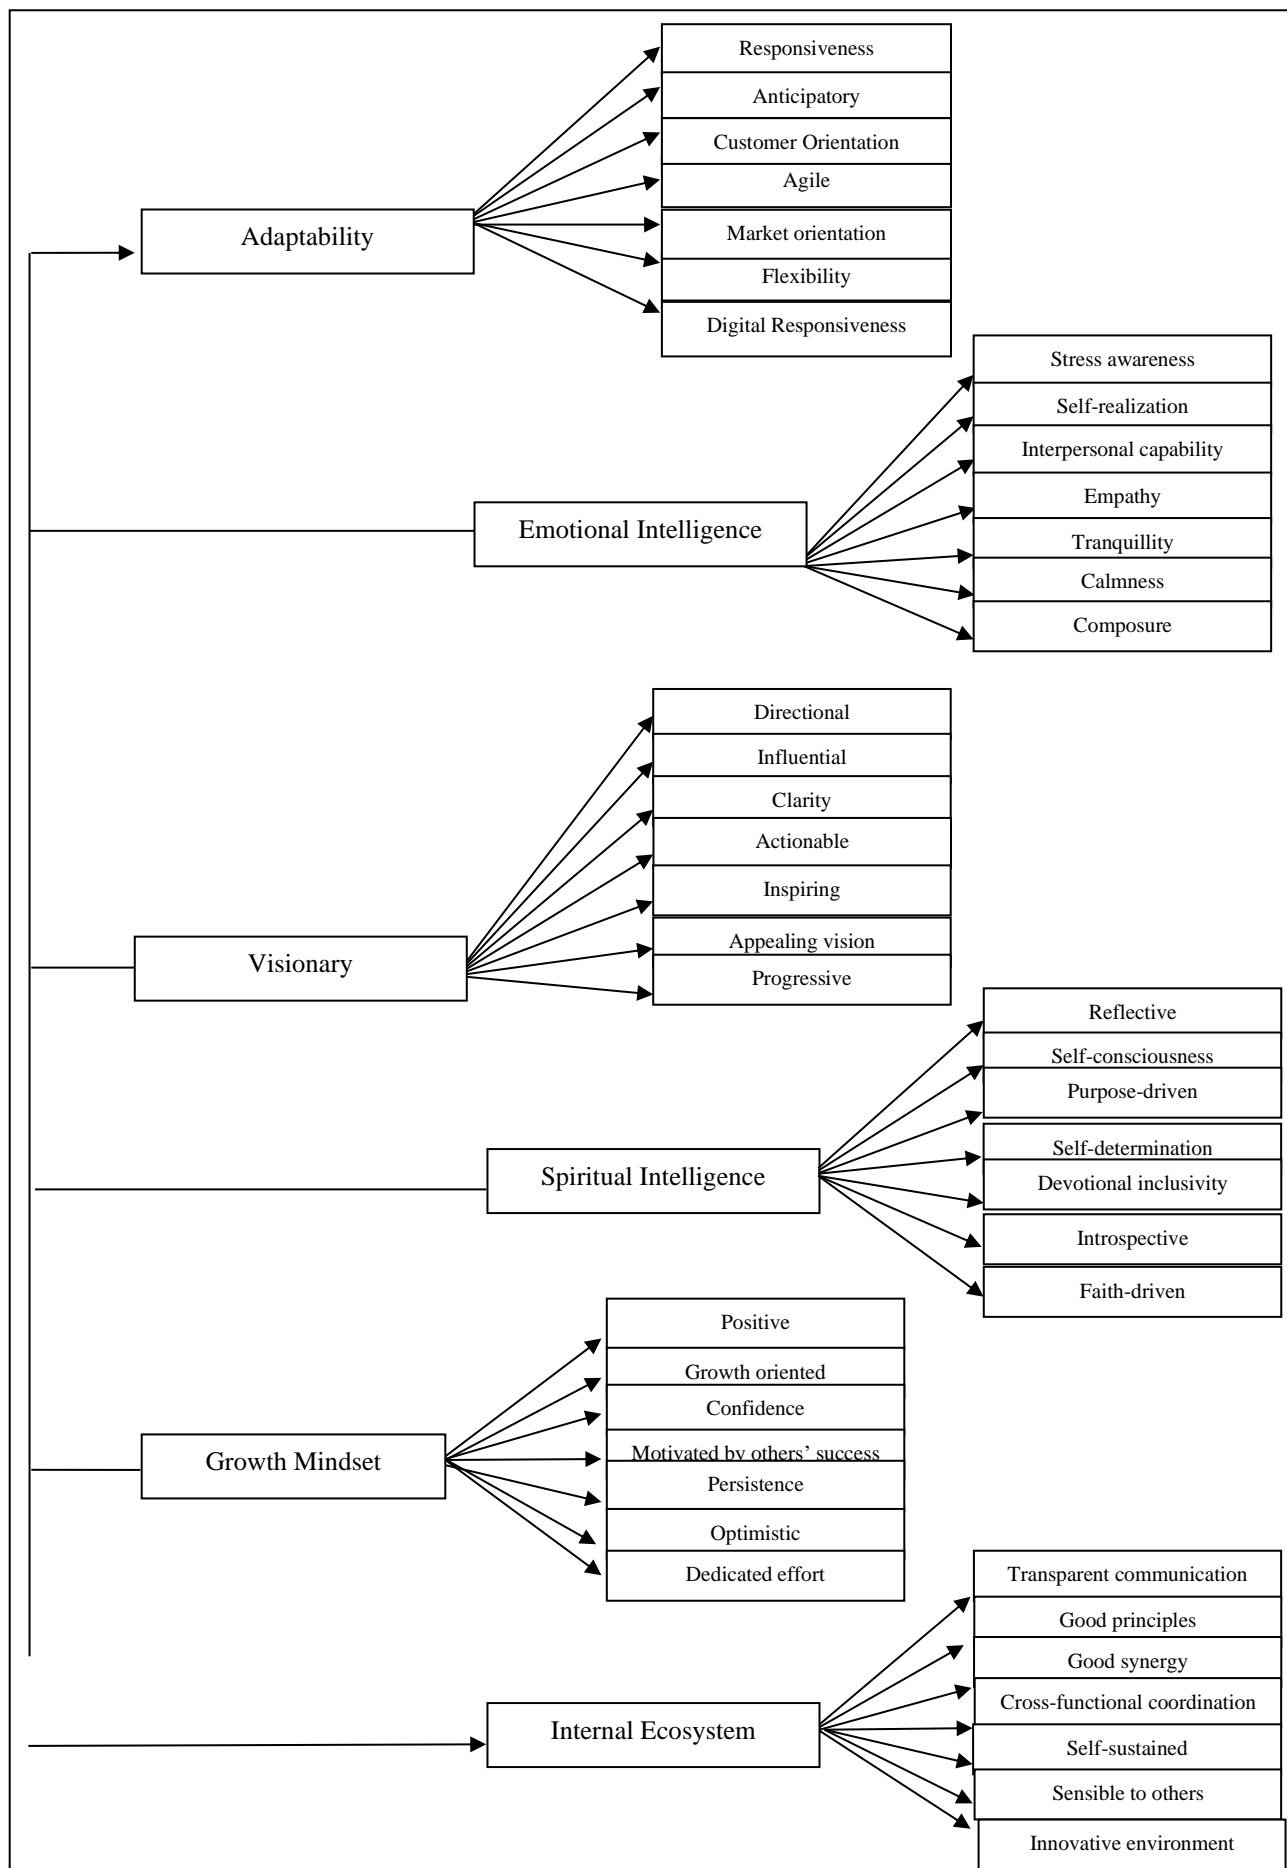 Responsiveness
Anticipatory
Customer Orientation
Agile
Adaptability
Market orientation
Flexibility
Digital Responsiveness
Stress awareness
Self-realization
Interpersonal capability
Empathy
Emotional Intelligence
Tranquillity
Calmness
Composure
Directional
Influential
Clarity
Actionable
Inspiring
Appealing vision
Visionary
Progressive
Reflective
Self-consciousness
Purpose-driven
Self-determination
Spiritual Intelligence
Devotional inclusivity
Introspective
Faith-driven
Positive
Growth oriented
Confidence
Motivated by others’ success
Growth Mindset
Persistence
Optimistic
Dedicated effort
Transparent communication
Good principles
Good synergy
Cross-functional coordination
Internal Ecosystem
Self-sustained
Sensible to others
Innovative environment